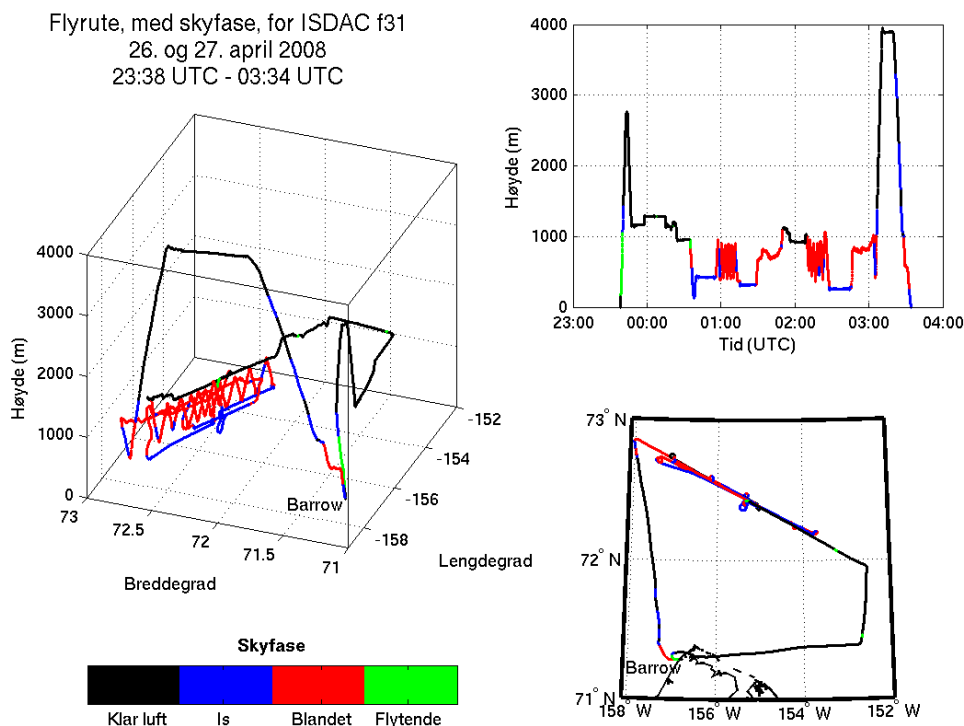 Flyrute, med skyfase, for ISDAC f31
26. og 27. april 2008
23:38 UTC - 03:34 UTC
4000
3000
2000
1000
0
Høyde (m)
73
72.5
72
71.5
71
Breddegrad
-152
-154
-156
-158
Lengdegrad
Barrow
4000
3000
2000
1000
0
Høyde (m)
23:00
00:00
01:00
02:00
03:00
04:00
Tid (UTC)
73° N
72° N
71° N
158° W
156° W
154° W
152° W
Barrow
Skyfase
Klar luft
Is
Blandet
Flytende